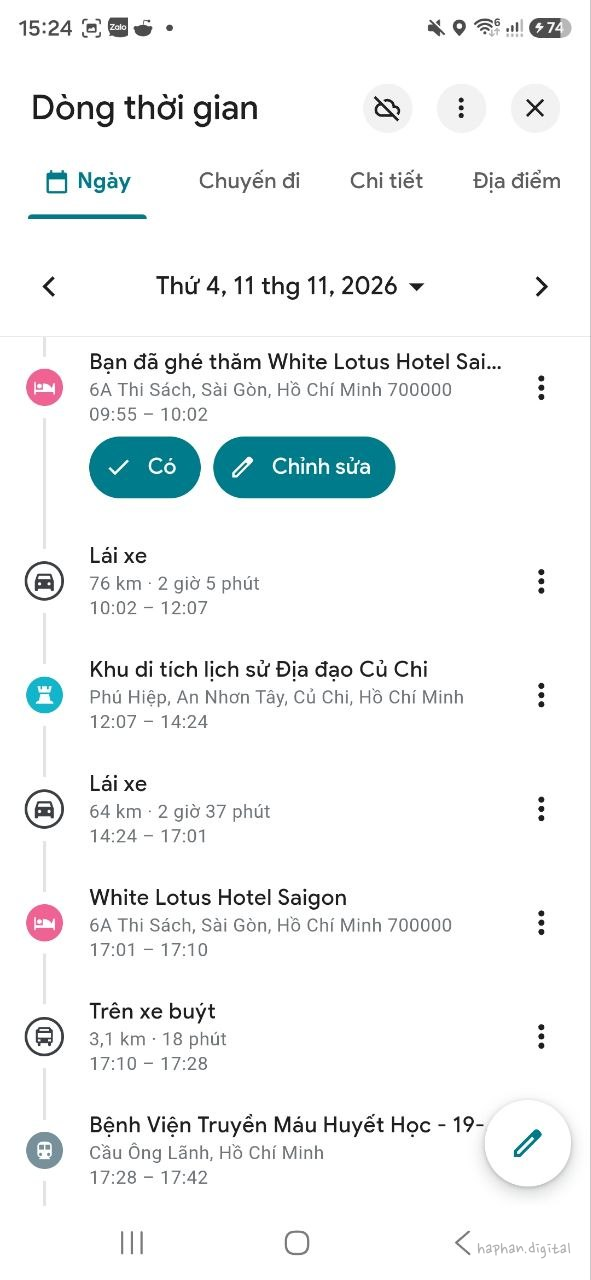 15:24 Zalo 6 74
Dòng thời gian
Ngày Chuyến đi Chi tiết Địa điểm
Thứ 4, 11 thg 11, 2026
Bạn đã ghé thăm White Lotus Hotel Sai...
6A Thi Sách, Sài Gòn, Hồ Chí Minh 700000
09:55 – 10:02
Có Chỉnh sửa
Lái xe
76 km · 2 giờ 5 phút
10:02 – 12:07
Khu di tích lịch sử Địa đạo Củ Chi
Phú Hiệp, An Nhơn Tây, Củ Chi, Hồ Chí Minh
12:07 – 14:24
Lái xe
64 km · 2 giờ 37 phút
14:24 – 17:01
White Lotus Hotel Saigon
6A Thi Sách, Sài Gòn, Hồ Chí Minh 700000
17:01 – 17:10
Trên xe buýt
3,1 km · 18 phút
17:10 – 17:28
Bệnh Viện Truyền Máu Huyết Học - 19-
Cầu Ông Lãnh, Hồ Chí Minh
17:28 – 17:42
haphan.digital